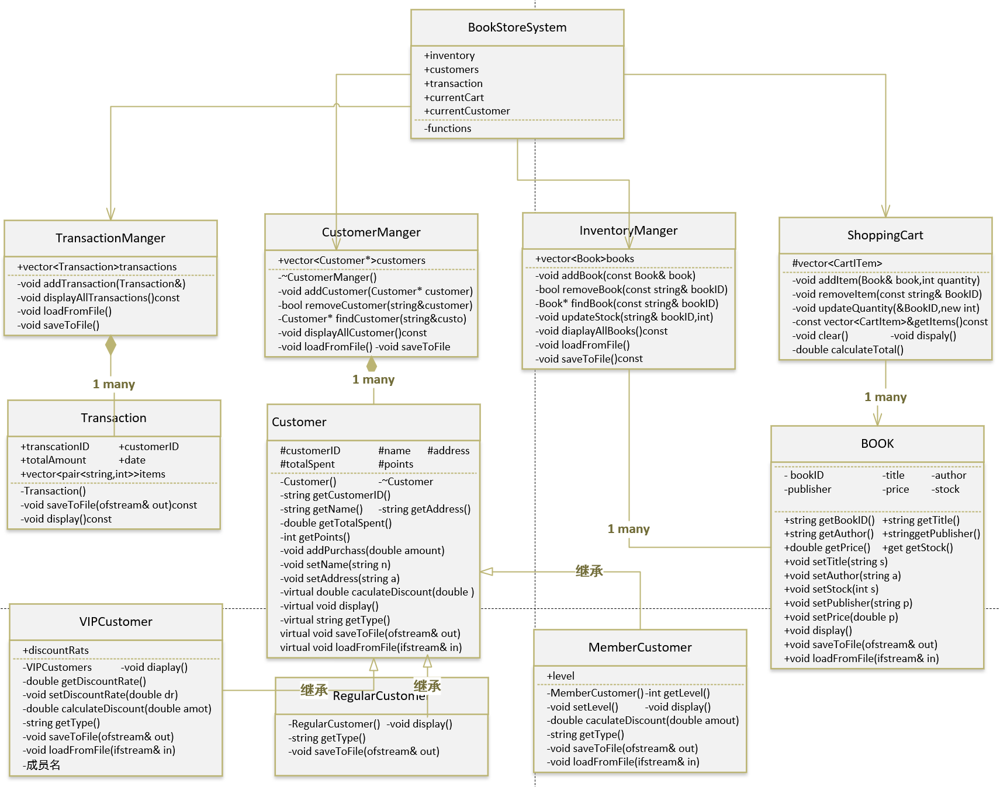 BookStoreSystem
+inventory
+customers
+transaction
+currentCart
+currentCustomer
-functions
TransactionManger
+vector<Transaction>transactions
-void addTransaction(Transaction&)
-void displayAllTransactions()const
-void loadFromFile()
-void saveToFile()
CustomerManger
+vector<Customer*>customers
-~CustomerManger()
-void addCustomer(Customer* customer)
-bool removeCustomer(string&customer)
-Customer* findCustomer(string&custo)
-void displayAllCustomer()const
-void loadFromFile() -void saveToFile
InventoryManger
+vector<Book>books
-void addBook(const Book& book)
-bool removeBook(const string& bookID)
-Book* findBook(const string& bookID)
-void updateStock(string& bookID,int)
-void diaplayAllBooks()const
-void loadFromFile()
-void saveToFile()const
ShoppingCart
#vector<CartITem>
-void addItem(Book& book,int quantity)
-void removeItem(const string& BookID)
-void updateQuantity(&BookID,new int)
-const vector<CartItem>&getItems()const
-void clear() -void dispaly()
-double calculateTotal()
1 many
1 many
1 many
1 many
Transaction
+transcationID +customerID
+totalAmount +date
+vector<pair<string,int>>items
-Transaction()
-void saveToFile(ofstream& out)const
-void display()const
Customer
#customerID #name #address
#totalSpent #points
-Customer() -~Customer
-string getCustomerID()
-string getName() -string getAddress()
-double getTotalSpent()
-int getPoints()
-void addPurchass(double amount)
-void setName(string n)
-void setAddress(string a)
-virtual double caculateDiscount(double )
-virtual void display()
-virtual string getType()
virtual void saveToFile(ofstream& out)
virtual void loadFromFile(ifstream& in)
BOOK
- bookID -title -author
-publisher -price -stock
+string getBookID() +string getTitle()
+string getAuthor() +stringgetPublisher()
+double getPrice() +get getStock()
+void setTitle(string s)
+void setAuthor(string a)
+void setStock(int s)
+void setPublisher(string p)
+void setPrice(double p)
+void display()
+void saveToFile(ofstream& out)
+void loadFromFile(ifstream& in)
继承
继承
继承
VIPCustomer
+discountRats
-VIPCustomers -void diaplay()
-double getDiscountRate()
-void setDiscountRate(double dr)
-double calculateDiscount(double amot)
-string getType()
-void saveToFile(ofstream& out)
-void loadFromFile(ifstream& in)
-成员名
RegularCustomer
-RegularCustomer() -void display()
-string getType()
-void saveToFile(ofstream& out)
MemberCustomer
+level
-MemberCustomer() -int getLevel()
-void setLevel() -void display()
-double caculateDiscount(double amout)
-string getType()
-void saveToFile(ofstream& out)
-void loadFromFile(ifstream& in)